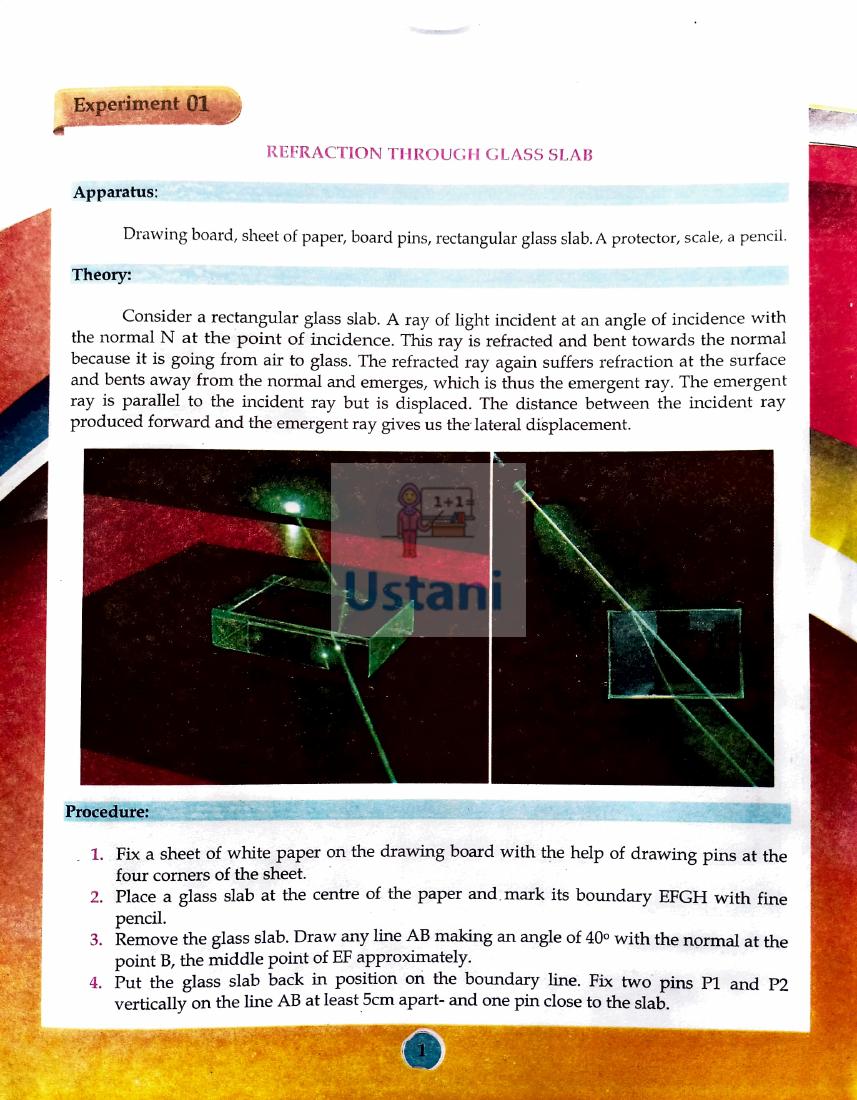 Experiment 01
REFRACTION THROUGH GLASS SLAB
Apparatus:
Drawing board, sheet of paper, board pins, rectangular glass slab. A protector, scale, a pencil.
Theory:
Consider a rectangular glass slab. A ray of light incident at an angle of incidence with
the normal N at the point of incidence. This ray is refracted and bent towards the normal
because it is going from air to glass. The refracted ray again suffers refraction at the surface
and bents away from the normal and emerges, which is thus the emergent ray. The emergent
ray is parallel to the incident ray but is displaced. The distance between the incident ray
produced forward and the emergent ray gives us the lateral displacement.
1+1=
Ustani
Procedure:
1. Fix a sheet of white paper on the drawing board with the help of drawing pins at the
four corners of the sheet.
2. Place a glass slab at the centre of the paper and mark its boundary EFGH with fine
pencil.
3. Remove the glass slab. Draw any line AB making an angle of 40º with the normal at the
point B, the middle point of EF approximately.
4. Put the glass slab back in position on the boundary line. Fix two pins P1 and P2
vertically on the line AB at least 5cm apart- and one pin close to the slab.
1